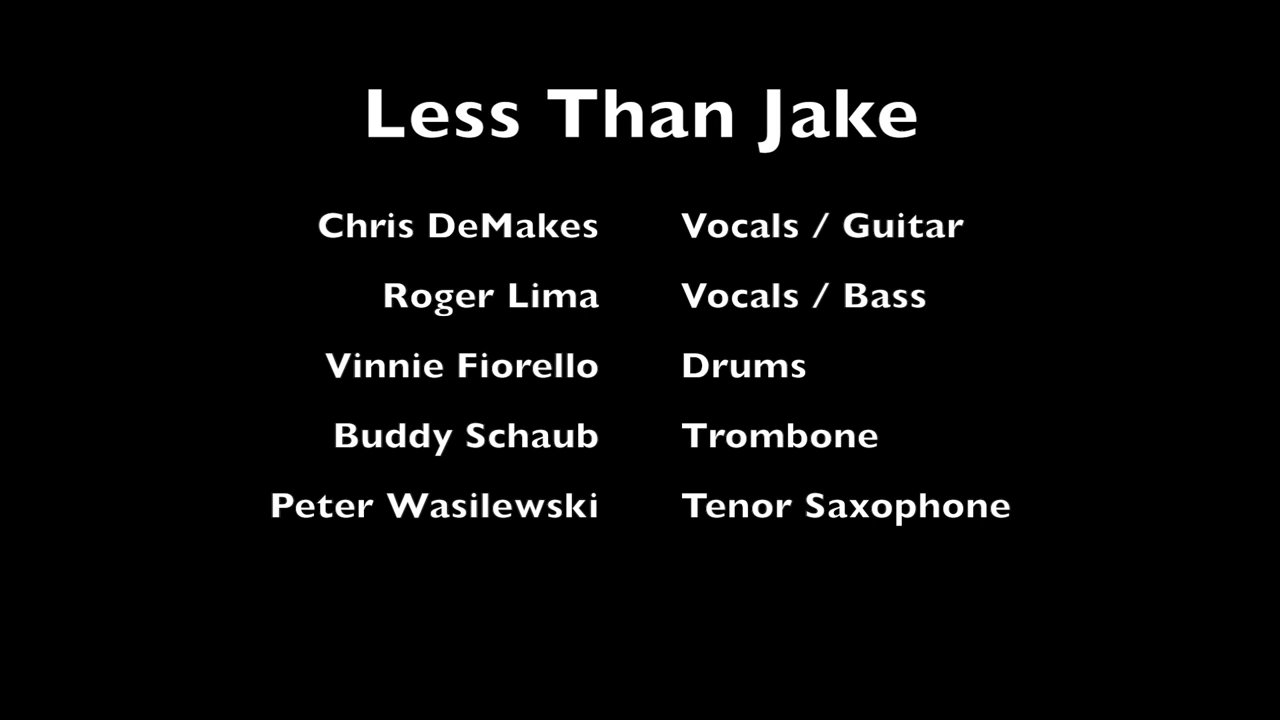 Less Than Jake
Chris DeMakes Vocals / Guitar
Roger Lima Vocals / Bass
Vinnie Fiorello Drums
Buddy Schaub Trombone
Peter Wasilewski Tenor Saxophone